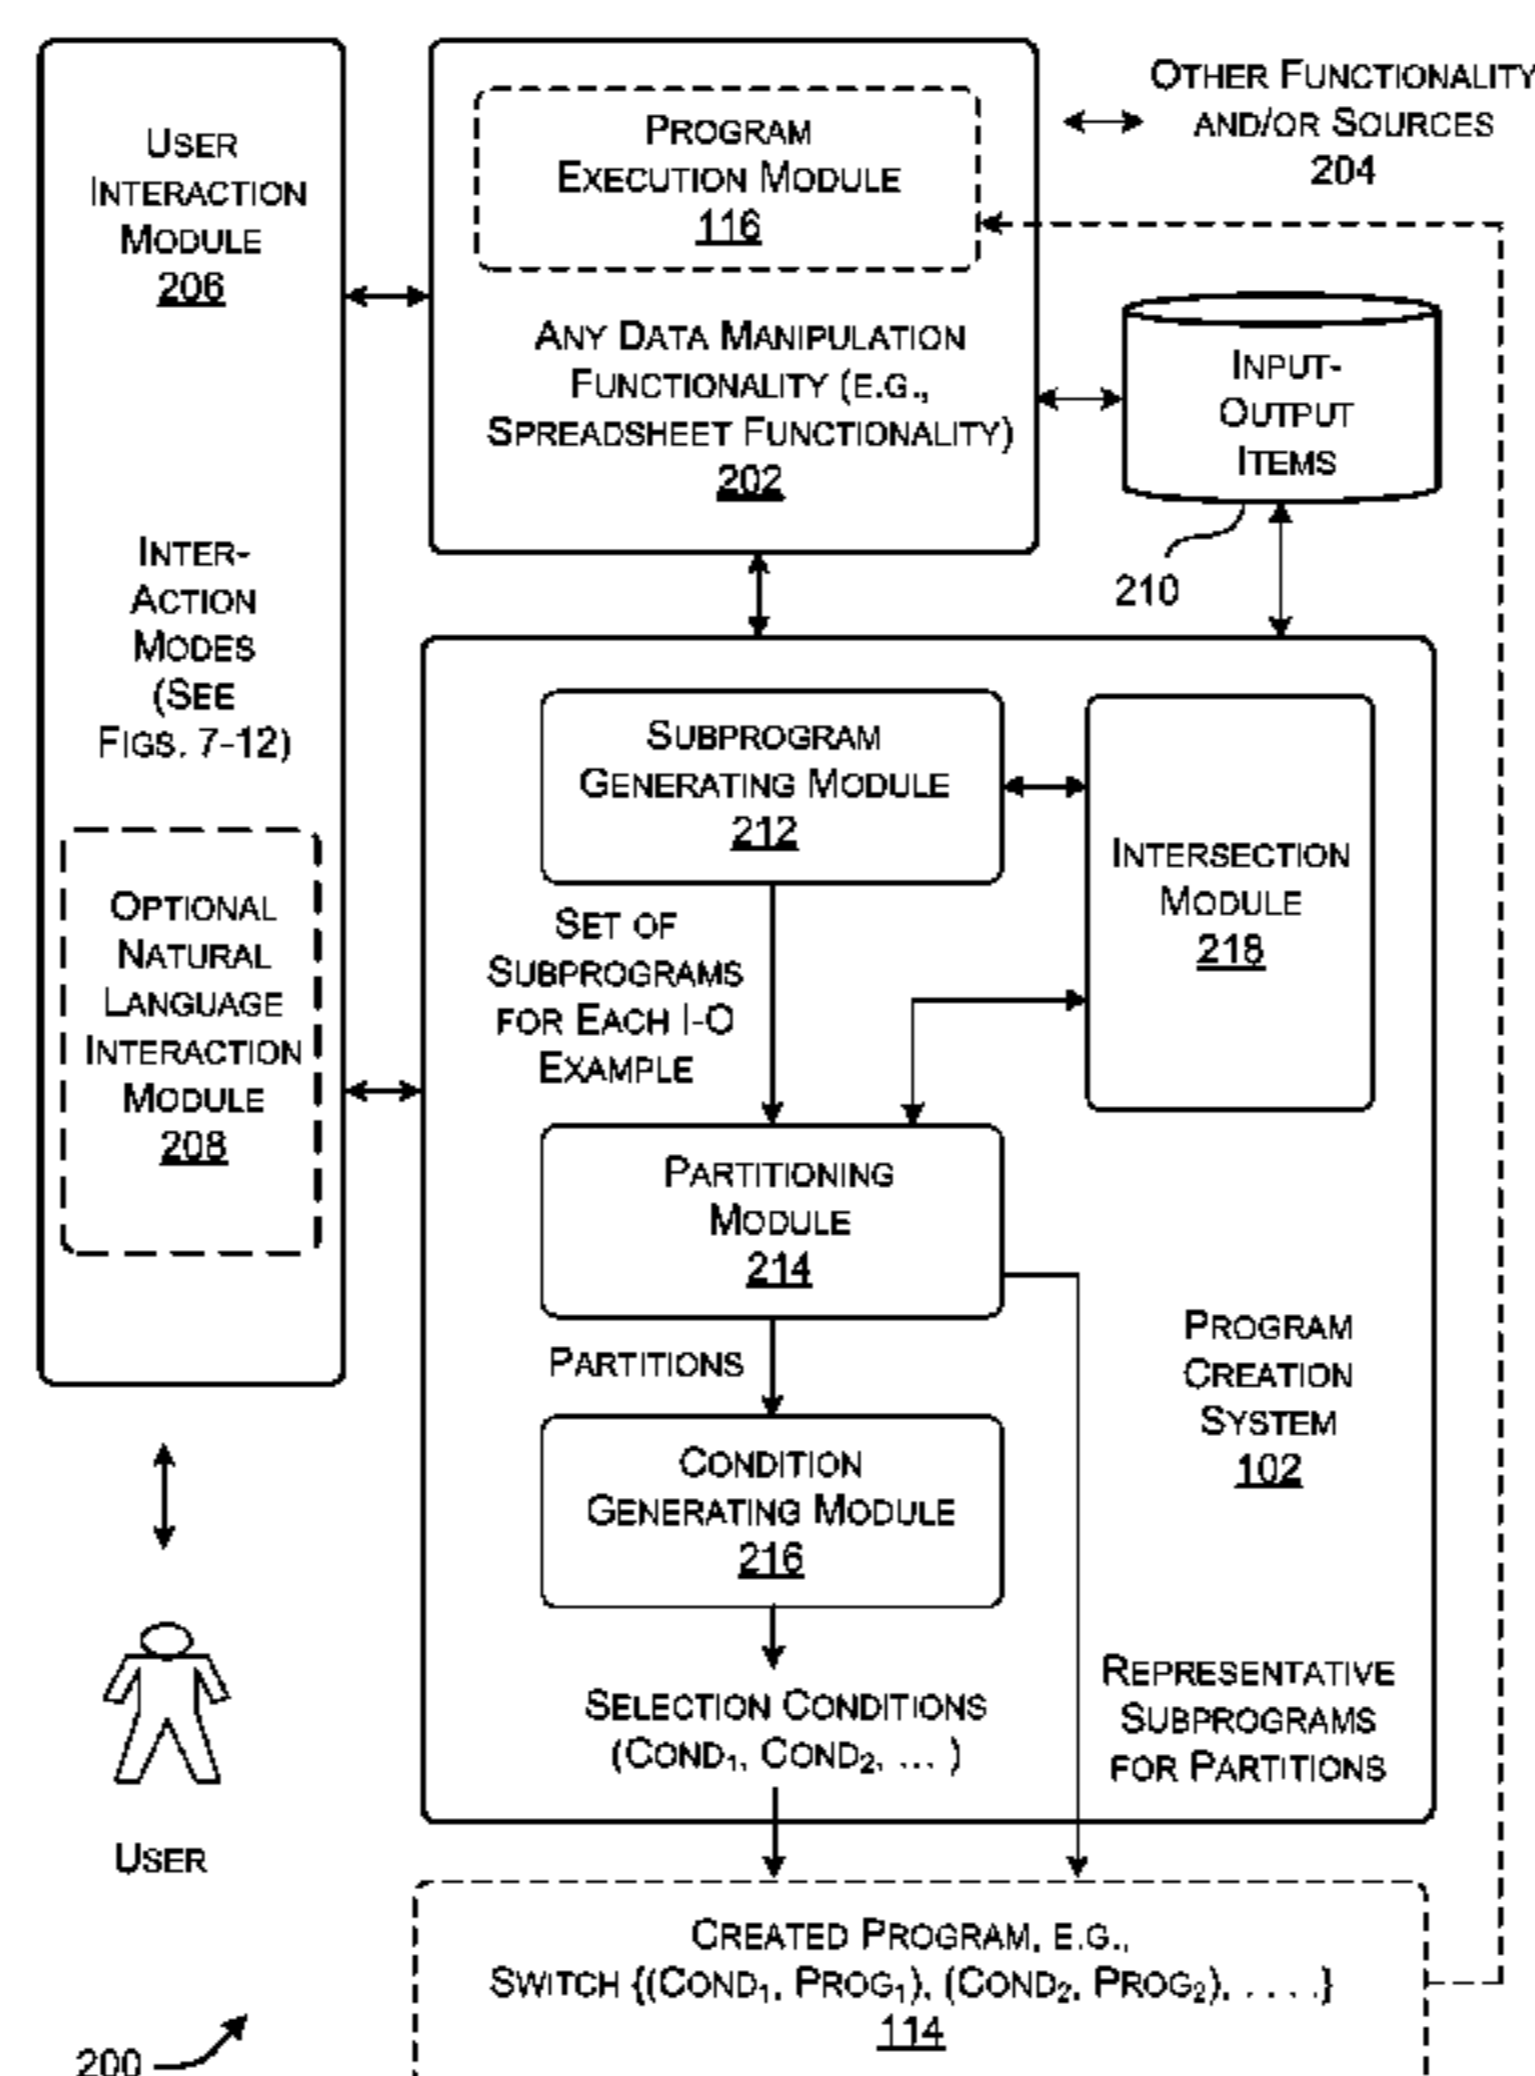 USER
INTERACTION
MODULE
206
INTER-
ACTION
MODES
(SEE
FIGS. 7-12)
OPTIONAL
NATURAL
LANGUAGE
INTERACTION
MODULE
208
USER
200
PROGRAM
EXECUTION MODULE
116
ANY DATA MANIPULATION
FUNCTIONALITY (E.G.,
SPREADSHEET FUNCTIONALITY)
202
OTHER FUNCTIONALITY
AND/OR SOURCES
204
INPUT-
OUTPUT
ITEMS
210
SUBPROGRAM
GENERATING MODULE
212
INTERSECTION
MODULE
218
SET OF
SUBPROGRAMS
FOR EACH I-O
EXAMPLE
PARTITIONING
MODULE
214
PARTITIONS
CONDITION
GENERATING MODULE
216
PROGRAM
CREATION
SYSTEM
102
SELECTION CONDITIONS
(COND1, COND2, ... )
REPRESENTATIVE
SUBPROGRAMS
FOR PARTITIONS
CREATED PROGRAM, E.G.,
SWITCH {(COND1, PROG1), (COND2, PROG2), . . . .}
114